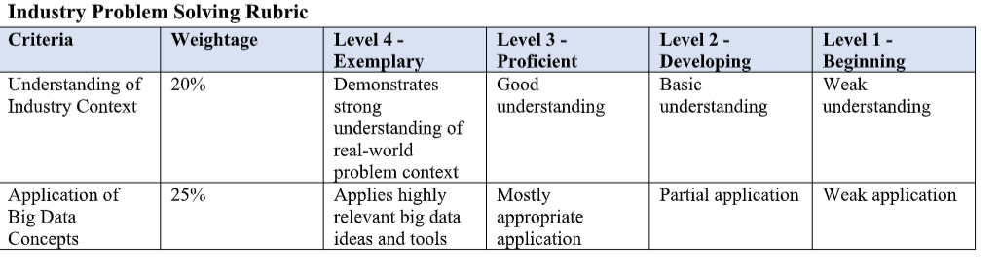 Industry Problem Solving Rubric
Criteria Weightage Level 4 - Level 3 - Level 2 - Level 1 -
Exemplary Proficient Developing Beginning
Understanding of 20% Demonstrates Good Basic Weak
Industry Context strong understanding understanding understanding
understanding of
real-world
problem context
Application of 25% Applies highly Mostly Partial application Weak application
Big Data relevant big data appropriate
Concepts ideas and tools application